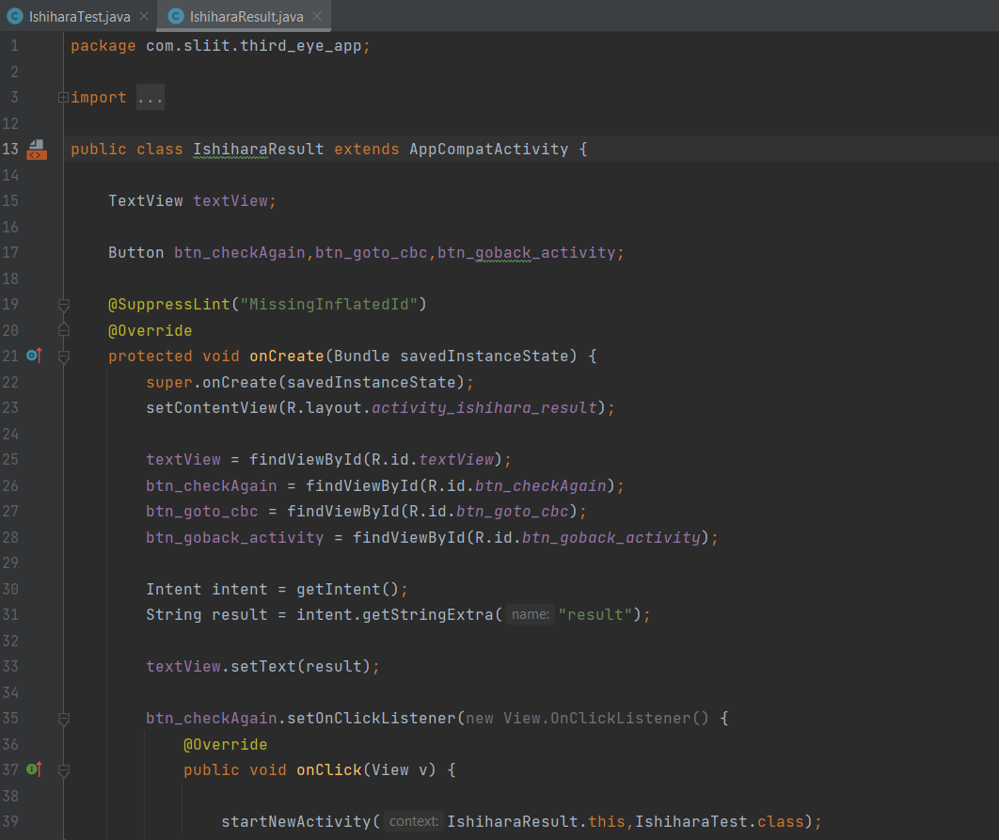 IshiharaTest.java IshiharaResult.java
1 package com.sliit.third_eye_app;
2
3 import ...
12
13 public class IshiharaResult extends AppCompatActivity {
14
15 TextView textView;
16
17 Button btn_checkAgain,btn_goto_cbc,btn_goback_activity;
18
19 @SuppressLint("MissingInflatedId")
20 @Override
21 protected void onCreate(Bundle savedInstanceState) {
22 super.onCreate(savedInstanceState);
23 setContentView(R.layout.activity_ishihara_result);
24
25 textView = findViewById(R.id.textView);
26 btn_checkAgain = findViewById(R.id.btn_checkAgain);
27 btn_goto_cbc = findViewById(R.id.btn_goto_cbc);
28 btn_goback_activity = findViewById(R.id.btn_goback_activity);
29
30 Intent intent = getIntent();
31 String result = intent.getStringExtra( name: "result");
32
33 textView.setText(result);
34
35 btn_checkAgain.setOnClickListener(new View.OnClickListener() {
36 @Override
37 public void onClick(View v) {
38
39 startNewActivity( context: IshiharaResult.this,IshiharaTest.class);